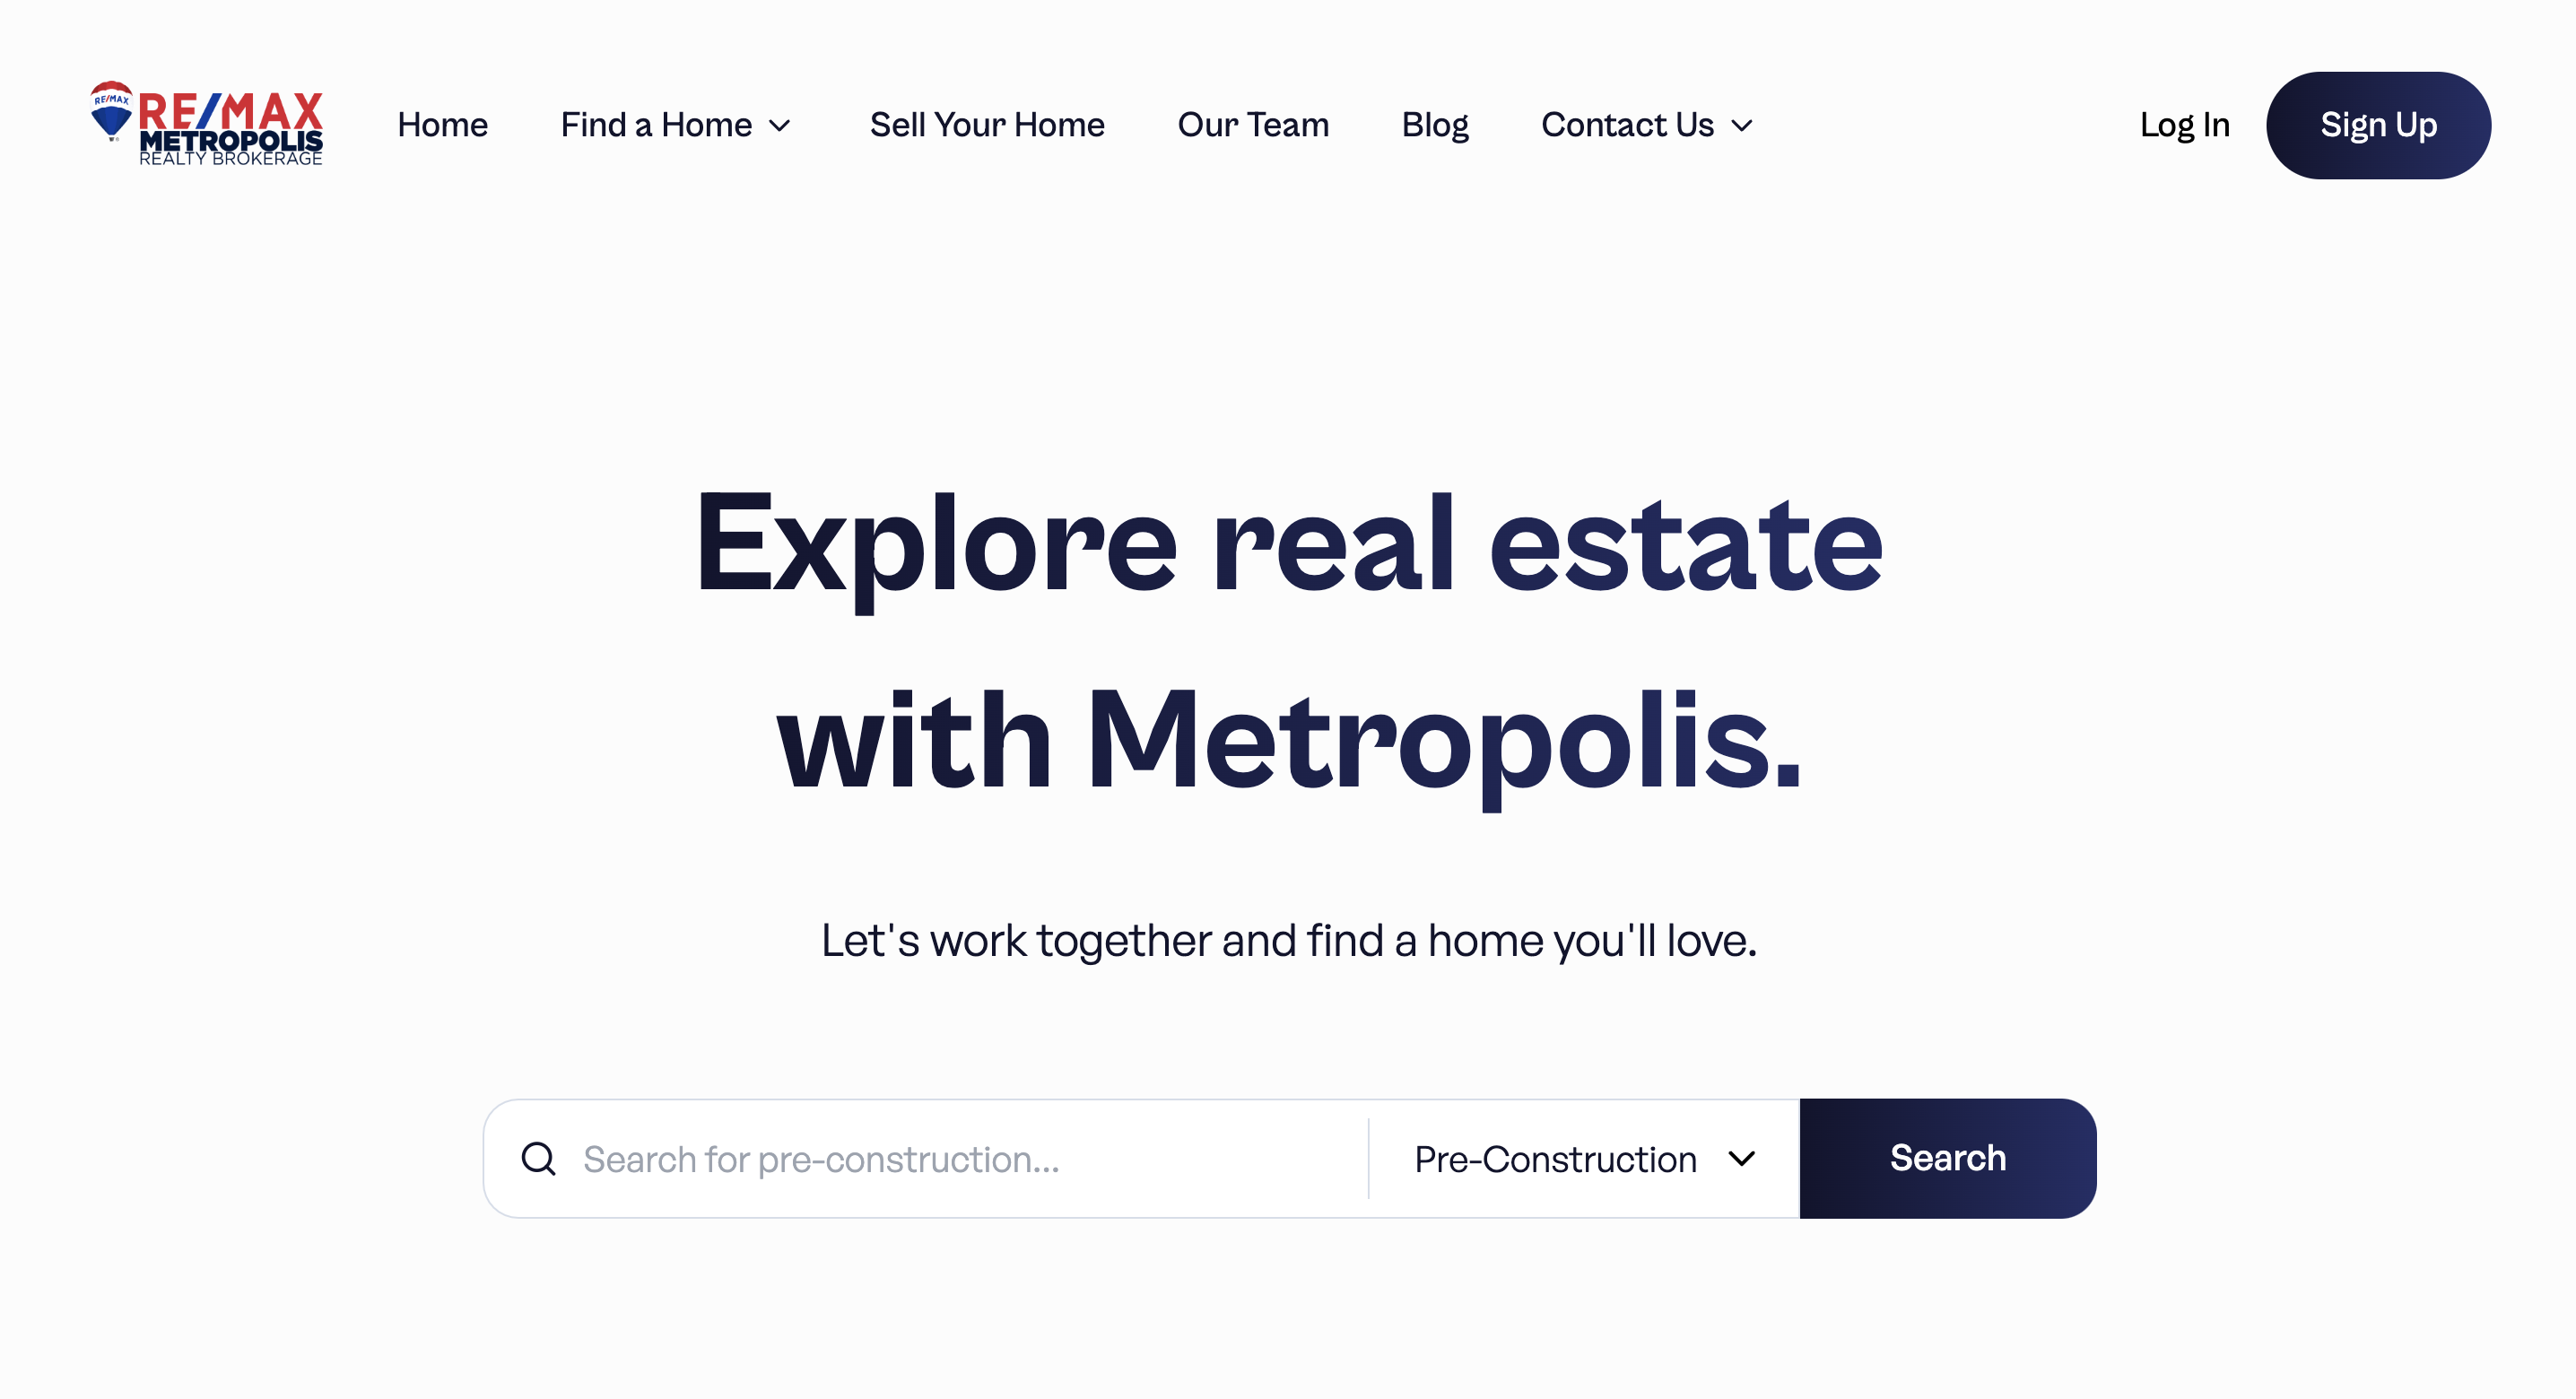 RE/MAX
RE/MAX
METROPOLIS
REALTY BROKERAGE
Home
Find a Home
Sell Your Home
Our Team
Blog
Contact Us
Log In
Sign Up
Explore real estate
with Metropolis.
Let's work together and find a home you'll love.
Search for pre-construction...
Pre-Construction
Search